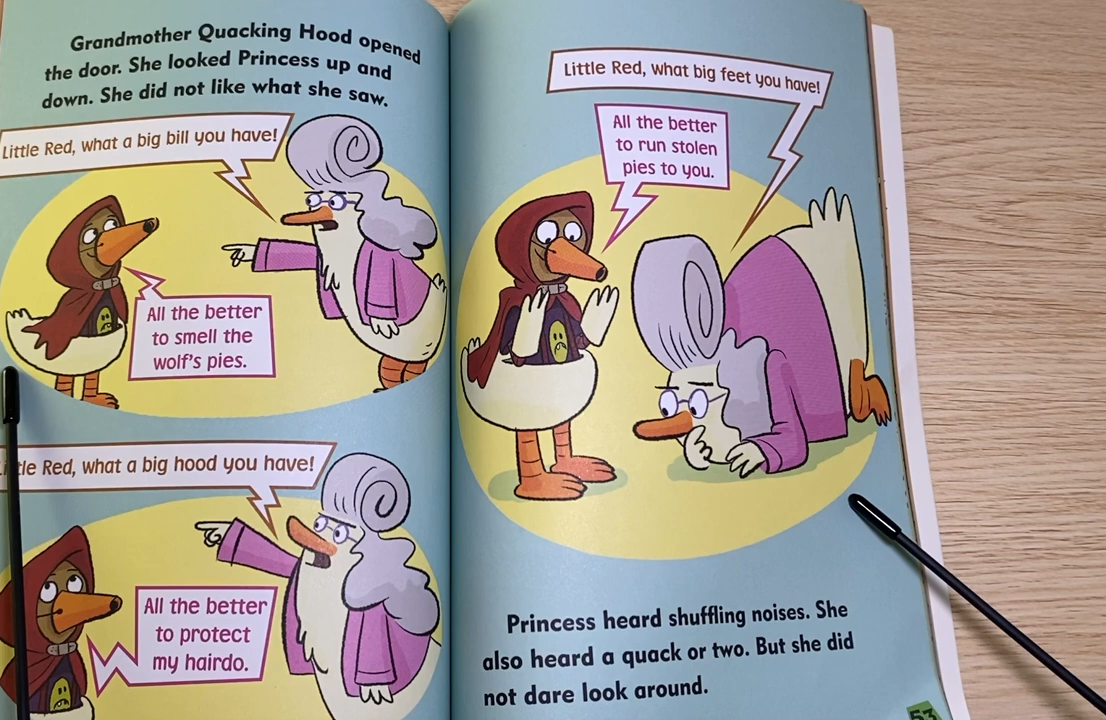 Grandmother Quacking Hood opened
the door. She looked Princess up and
down. She did not like what she saw.
Little Red, what a big bill you have!
All the better
to smell the
wolf's pies.
Little Red, what a big hood you have!
All the better
to protect
my hairdo.
Little Red, what big feet you have!
All the better
to run stolen
pies to you.
Princess heard shuffling noises. She
also heard a quack or two. But she did
not dare look around.
53